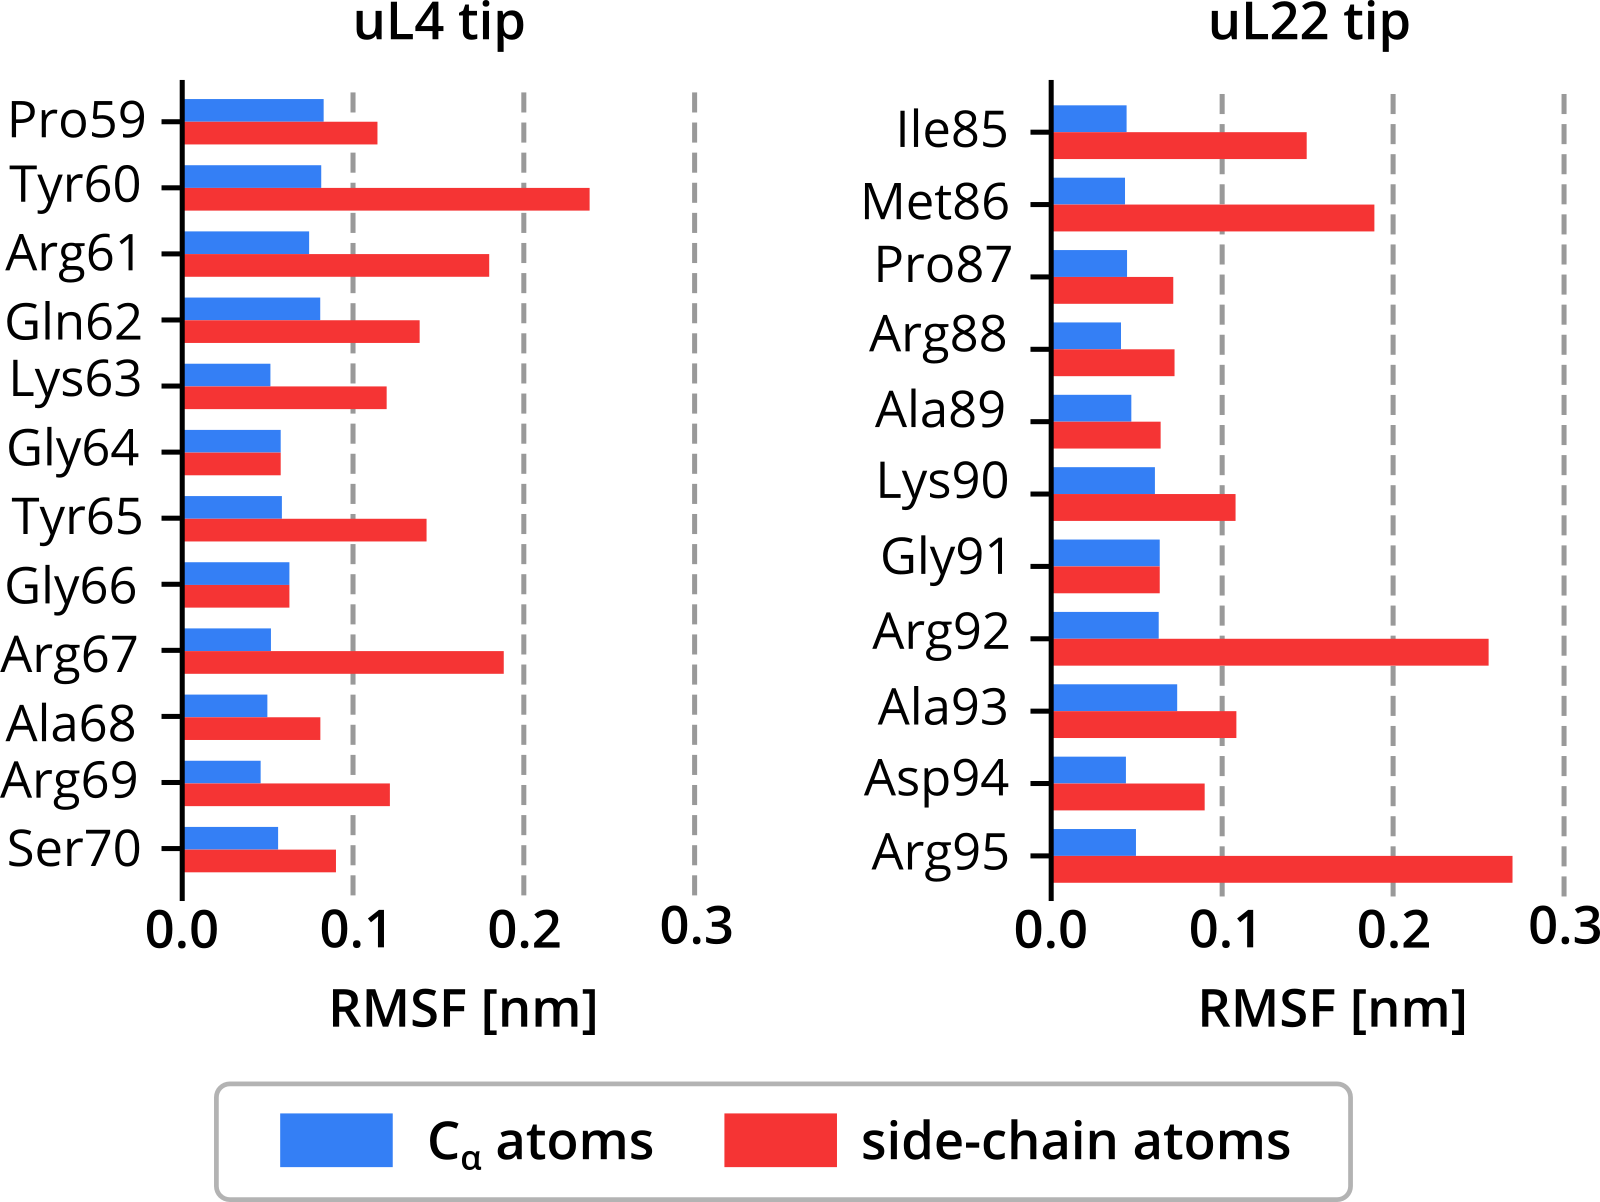 uL4 tip
Pro59
Tyr60
Arg61
Gln62
Lys63
Gly64
Tyr65
Gly66
Arg67
Ala68
Arg69
Ser70
0.0 0.1 0.2 0.3
RMSF [nm]
uL22 tip
Ile85
Met86
Pro87
Arg88
Ala89
Lys90
Gly91
Arg92
Ala93
Asp94
Arg95
0.0 0.1 0.2 0.3
RMSF [nm]
Cα atoms
side-chain atoms